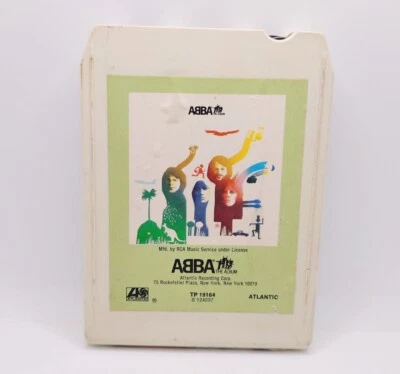 ABBA THE ALBUM
Mfd. by RCA Music Service under License
ABBA THE ALBUM
Atlantic Recording Corp.
75 Rockefeller Plaza, New York, New York 10019
TP 19164
ATLANTIC
ATLANTIC